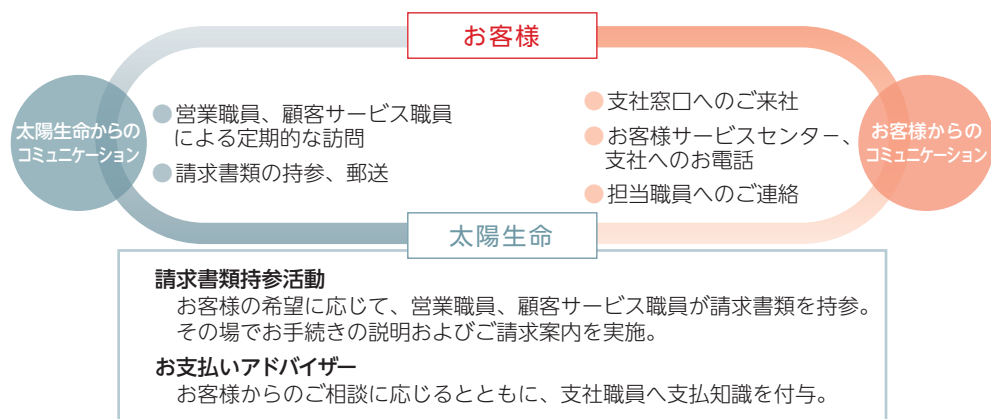 お客様
太陽生命からの
コミュニケーション
●営業職員、顧客サービス職員
による定期的な訪問
●請求書類の持参、郵送
●支社窓口へのご来社
●お客様サービスセンター、
支社へのお電話
●担当職員へのご連絡
お客様からの
コミュニケーション
太陽生命
請求書類持参活動
お客様の希望に応じて、営業職員、顧客サービス職員が請求書類を持参。
その場でお手続きの説明およびご請求案内を実施。
お支払いアドバイザー
お客様からのご相談に応じるとともに、支社職員へ支払知識を付与。